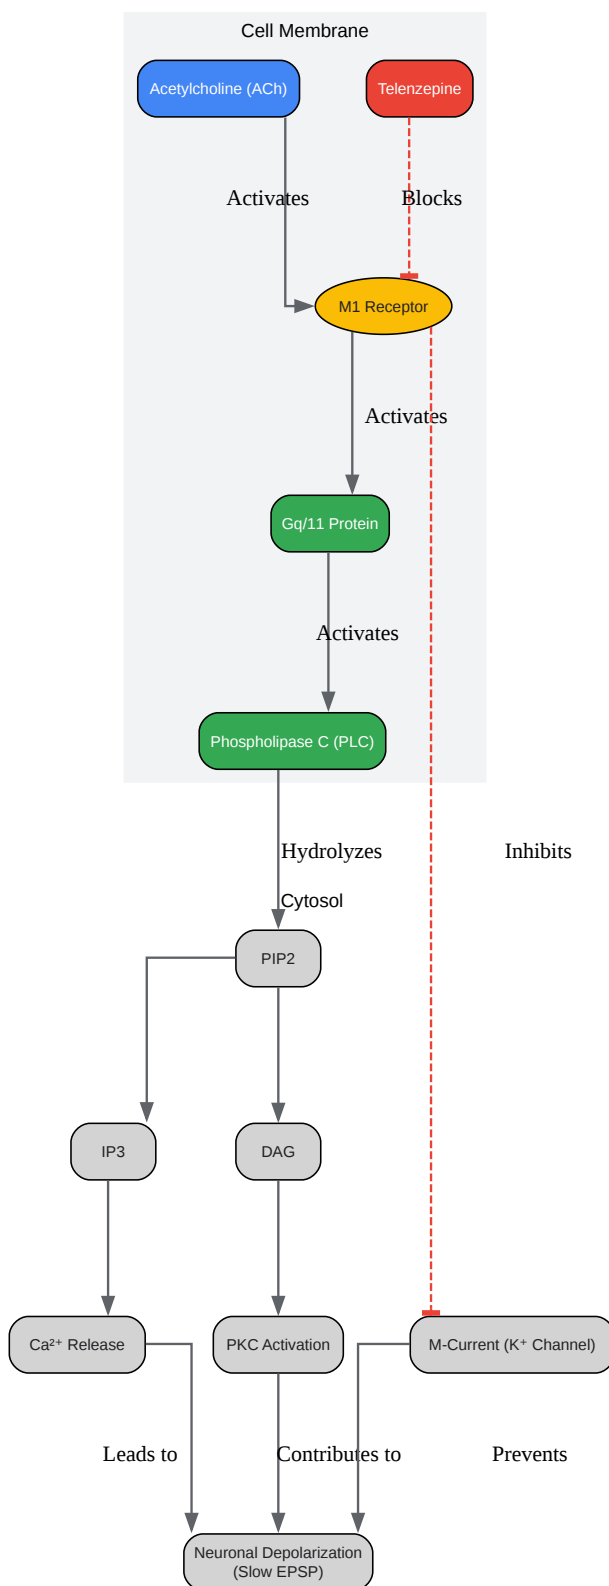 Cell Membrane
Acetylcholine (ACh)
Telenzepine
Activates
Blocks
M1 Receptor
Activates
Gq/11 Protein
Activates
Phospholipase C (PLC)
Hydrolyzes
Inhibits
Cytosol
PIP2
IP3
DAG
Ca²⁺ Release
PKC Activation
M-Current (K⁺ Channel)
Leads to
Contributes to
Prevents
Neuronal Depolarization
(Slow EPSP)